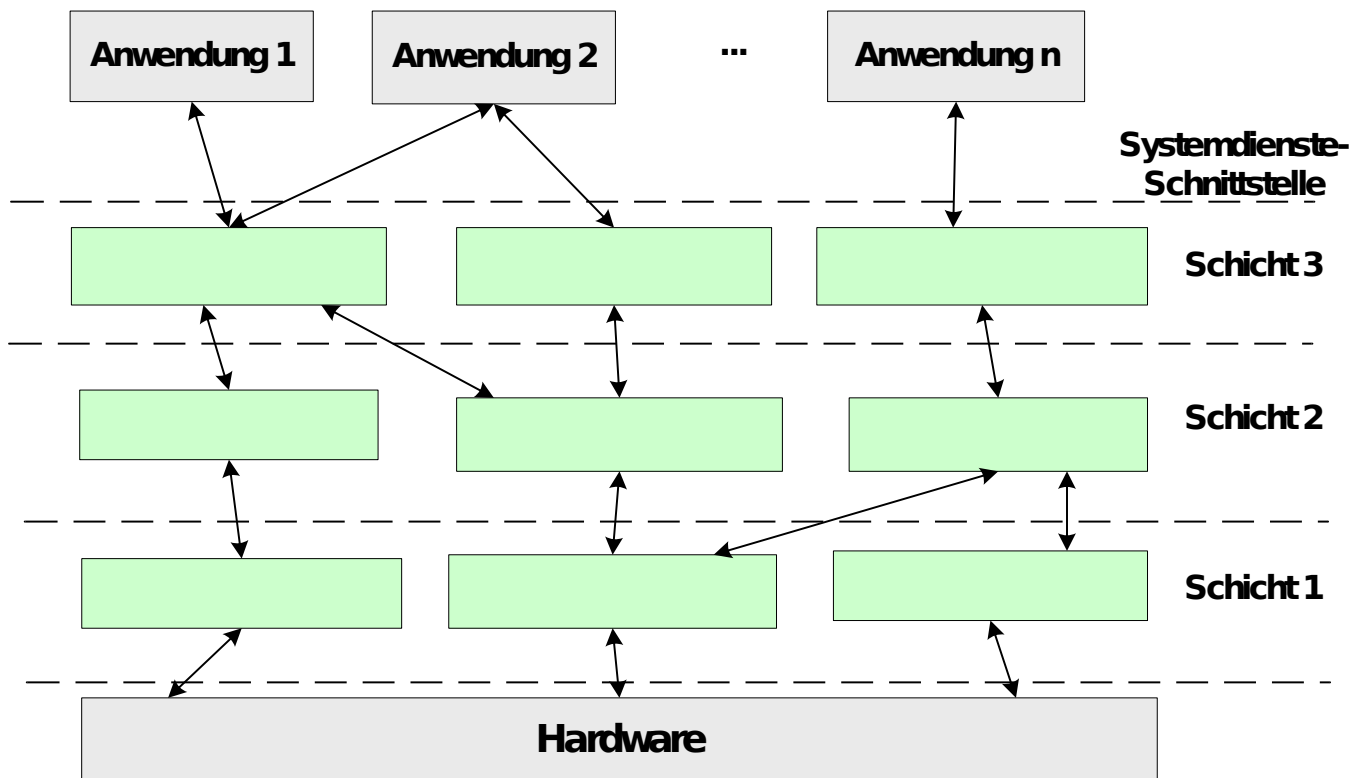 Anwendung 1
Anwendung 2
...
Anwendung n
Systemdienste-
Schnittstelle
Schicht 3
Schicht 2
Schicht 1
Hardware